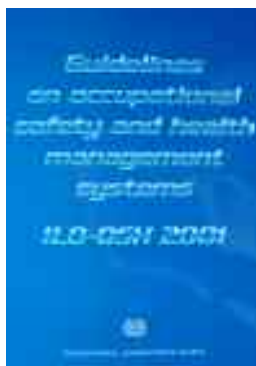 Guidelines
on occupational
safety and health
management
systems
ILO-OSH 2001